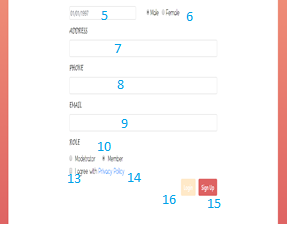 01/01/1997 5 Male Female 6
ADDRESS
7
PHONE
8
EMAIL
9
ROLE
10
Moderator Member
I agree with Privacy Policy
13 14
Sign Up
16 15